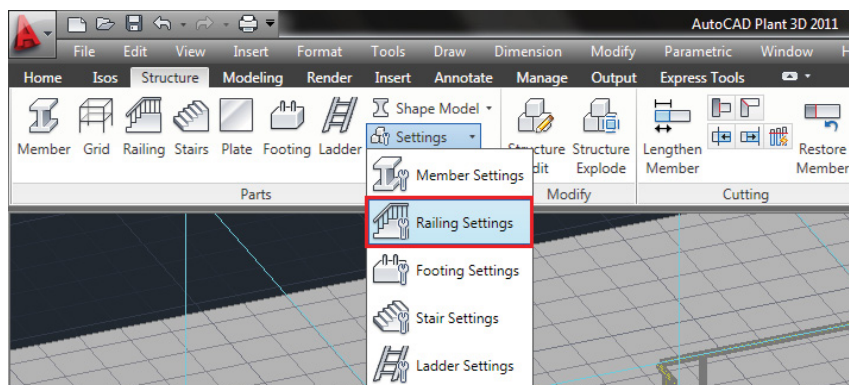 AutoCAD Plant 3D 2011
File Edit View Insert Format Tools Draw Dimension Modify Parametric Window H
Home Isos Structure Modeling Render Insert Annotate Manage Output Express Tools
Shape Model
Settings
Member Grid Railing Stairs Plate Footing Ladder
Structure Structure Lengthen Restore
dit Explode Member Member
Parts Modify Cutting
Member Settings
Railing Settings
Footing Settings
Stair Settings
Ladder Settings